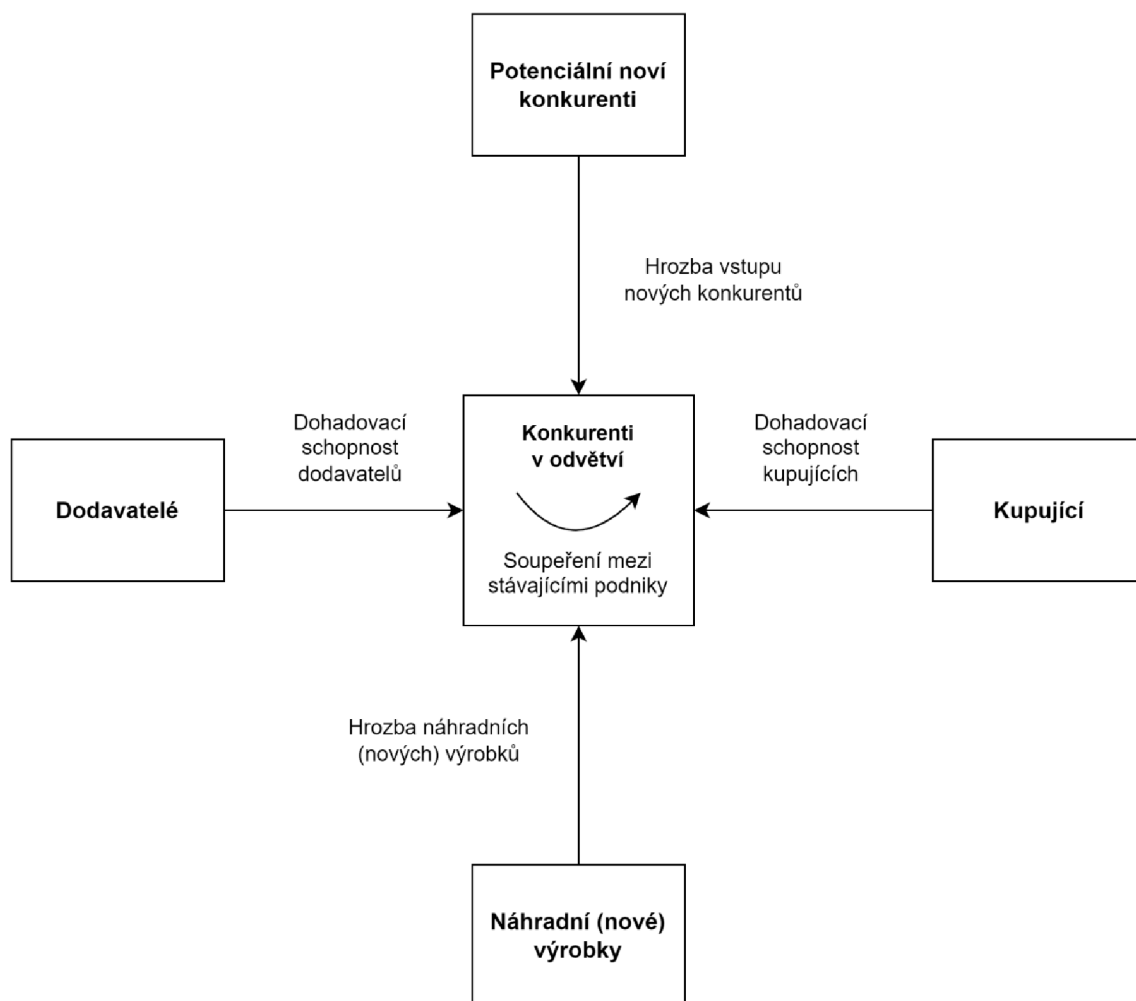 Potenciální noví
konkurenti
Hrozba vstupu
nových konkurentů
Dohadovací
schopnost
dodavatelů
Konkurenti
v odvětví
Dohadovací
schopnost
kupujících
Dodavatelé
Soupeření mezi
stávajícími podniky
Kupující
Hrozba náhradních
(nových) výrobků
Náhradní (nové)
výrobky